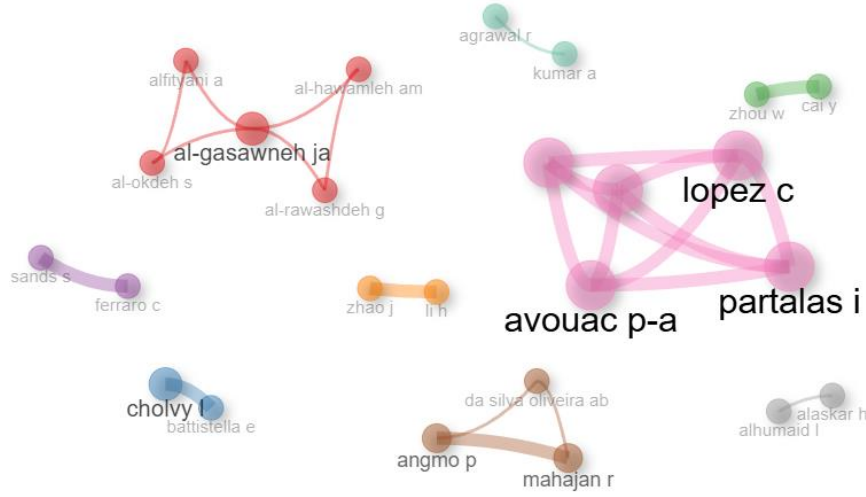 agrawal r
kumar a
alfityani a
al-hawamleh am
zhou w
cai y
al-gasawneh ja
al-okdeh s
al-rawashdeh g
lopez c
sands s
ferraro c
zhao j
li h
partalas i
avouac p-a
cholvy l
battistella e
da silva oliveira ab
angmo p
mahajan r
alaskar h
alhumaid l